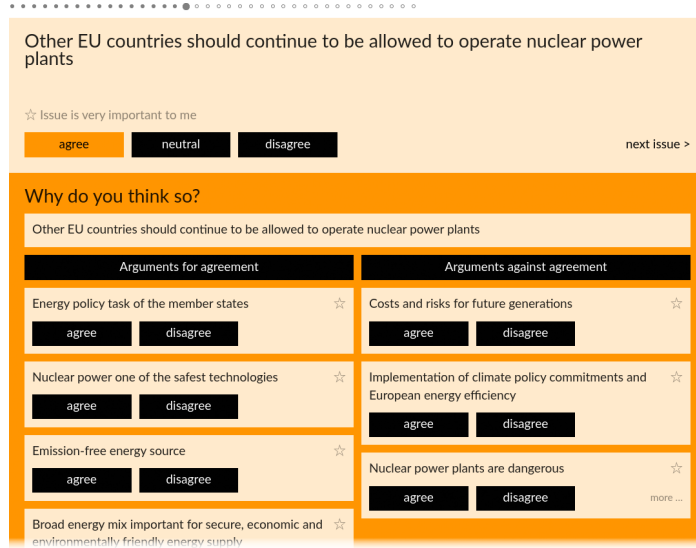 Other EU countries should continue to be allowed to operate nuclear power
plants
☆ Issue is very important to me
agree neutral disagree next issue >
Why do you think so?
Other EU countries should continue to be allowed to operate nuclear power plants
Arguments for agreement
Energy policy task of the member states
agree disagree
Nuclear power one of the safest technologies
agree disagree
Emission-free energy source
agree disagree
Broad energy mix important for secure, economic and
environmentally friendly energy supply
Arguments against agreement
Costs and risks for future generations
agree disagree
Implementation of climate policy commitments and
European energy efficiency
agree disagree
Nuclear power plants are dangerous
agree disagree more ...